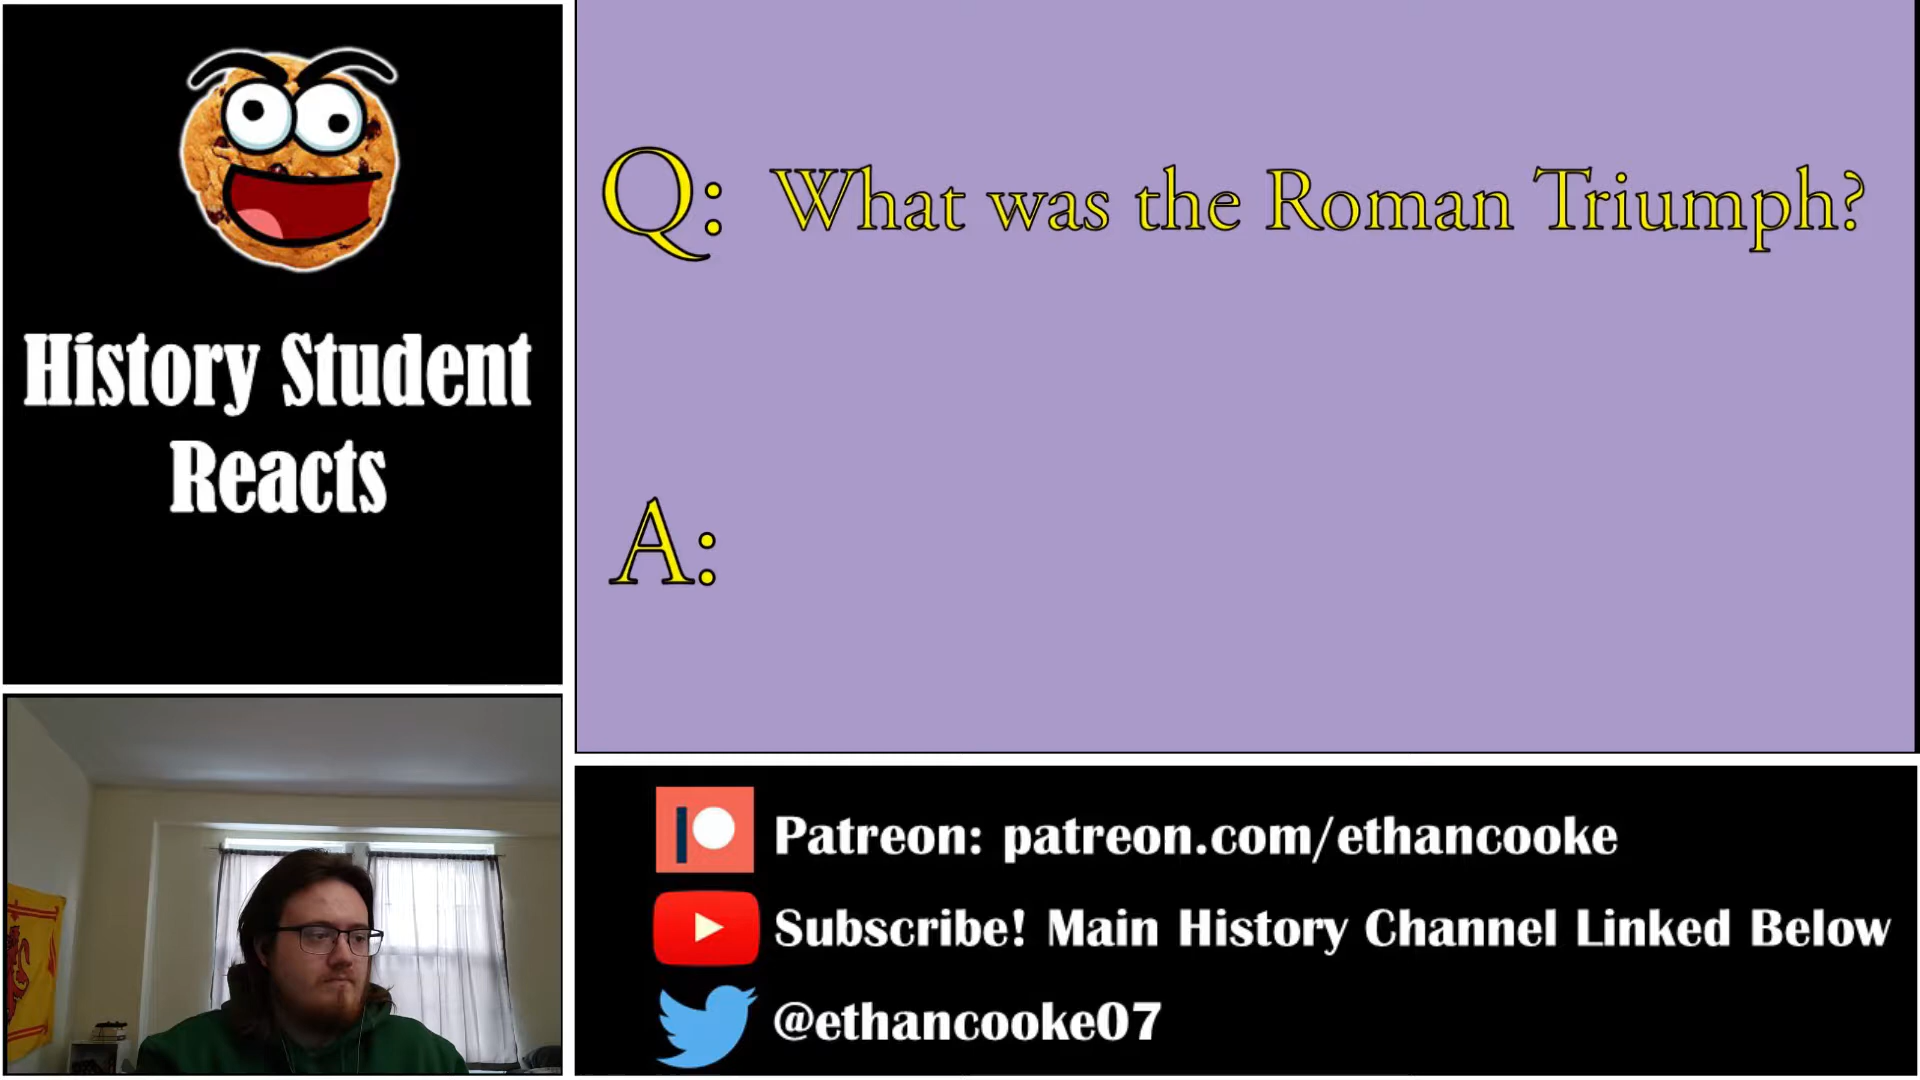 History Student
Reacts
Q: What was the Roman Triumph?
A:
Patreon: patreon.com/ethancooke
Subscribe! Main History Channel Linked Below
@ethancooke07